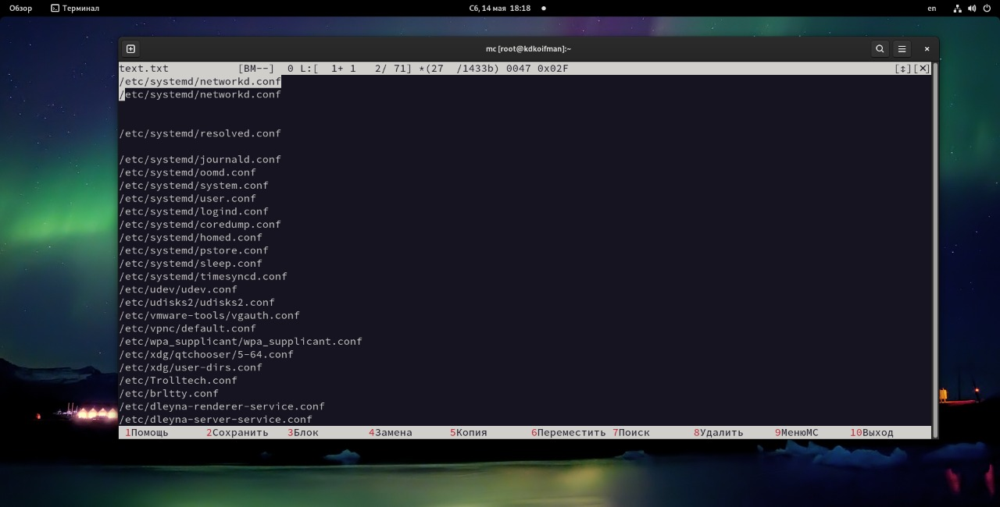 Обзор Терминал Сб, 14 мая 18:18 en
mc [root@kdkoifman]:~
text.txt [BM--] 0 L:[ 1+ 1 2/ 71] *(27 /1433b) 0047 0x02F [↕][✕]
/etc/systemd/networkd.conf
/etc/systemd/networkd.conf
/etc/systemd/resolved.conf
/etc/systemd/journald.conf
/etc/systemd/oomd.conf
/etc/systemd/system.conf
/etc/systemd/user.conf
/etc/systemd/logind.conf
/etc/systemd/coredump.conf
/etc/systemd/homed.conf
/etc/systemd/pstore.conf
/etc/systemd/sleep.conf
/etc/systemd/timesyncd.conf
/etc/udev/udev.conf
/etc/udisks2/udisks2.conf
/etc/vmware-tools/vgauth.conf
/etc/vpnc/default.conf
/etc/wpa_supplicant/wpa_supplicant.conf
/etc/xdg/qtchooser/5-64.conf
/etc/xdg/user-dirs.conf
/etc/Trolltech.conf
/etc/brltty.conf
/etc/dleyna-renderer-service.conf
/etc/dleyna-server-service.conf
1Помощь 2Сохранить 3Блок 4Замена 5Копия 6Переместить 7Поиск 8Удалить 9МенюМС 10Выход